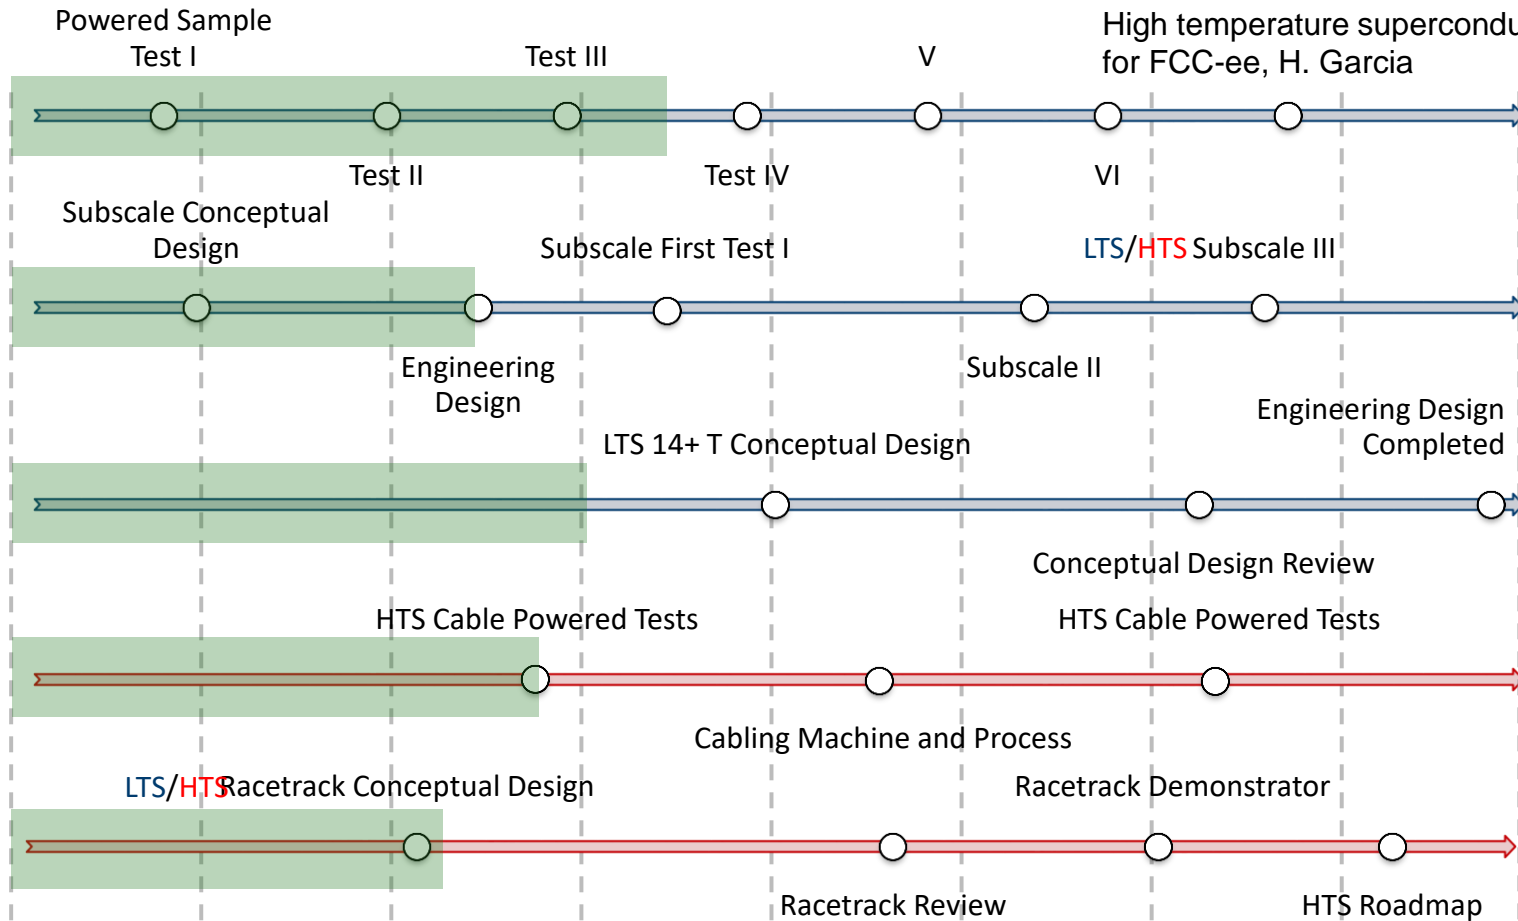 Powered Sample
Test I
Test III
V
High temperature supercondu
for FCC-ee, H. Garcia
Test II
Test IV
VI
Subscale Conceptual
Design
Subscale First Test I
LTS/HTS Subscale III
Engineering
Design
Subscale II
LTS 14+ T Conceptual Design
Engineering Design
Completed
Conceptual Design Review
HTS Cable Powered Tests
HTS Cable Powered Tests
Cabling Machine and Process
LTS/HTS Racetrack Conceptual Design
Racetrack Demonstrator
Racetrack Review
HTS Roadmap